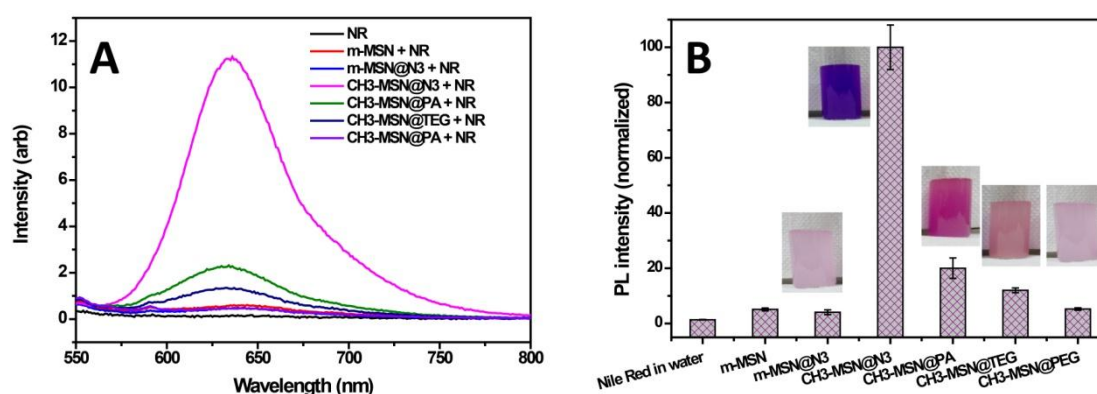 A
NR
m-MSN + NR
m-MSN@N3 + NR
CH3-MSN@N3 + NR
CH3-MSN@PA + NR
CH3-MSN@TEG + NR
CH3-MSN@PA + NR
Intensity (arb)
12
11
10
8
6
4
2
0
550
600
650
700
750
800
Wavelength (nm)
B
PL intensity (normalized)
100
80
60
40
20
0
Nile Red in water
m-MSN
m-MSN@N3
CH3-MSN@N3
CH3-MSN@PA
CH3-MSN@TEG
CH3-MSN@PEG